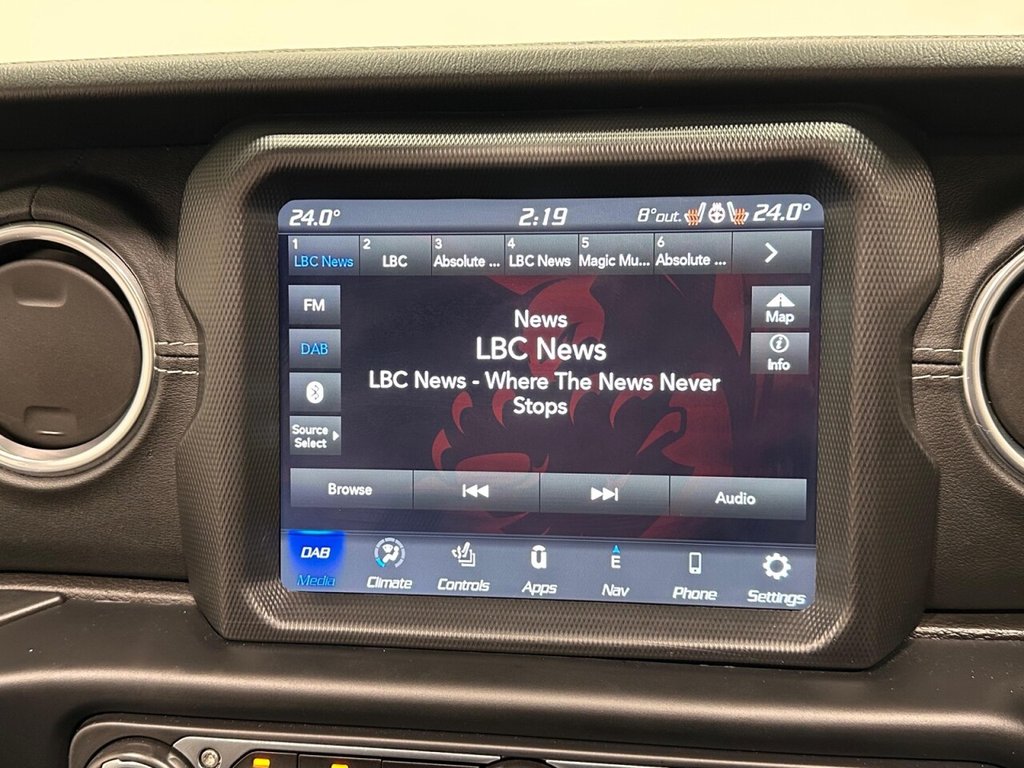 24.0° 2:19 8°out. 24.0°
1 2 3 4 5 6
LBC News LBC Absolute ... LBC News Magic Mu... Absolute ...
FM
DAB
Source
Select
News
LBC News
LBC News - Where The News Never
Stops
Map
Info
Browse Audio
DAB E
Media Climate Controls Apps Nav Phone Settings